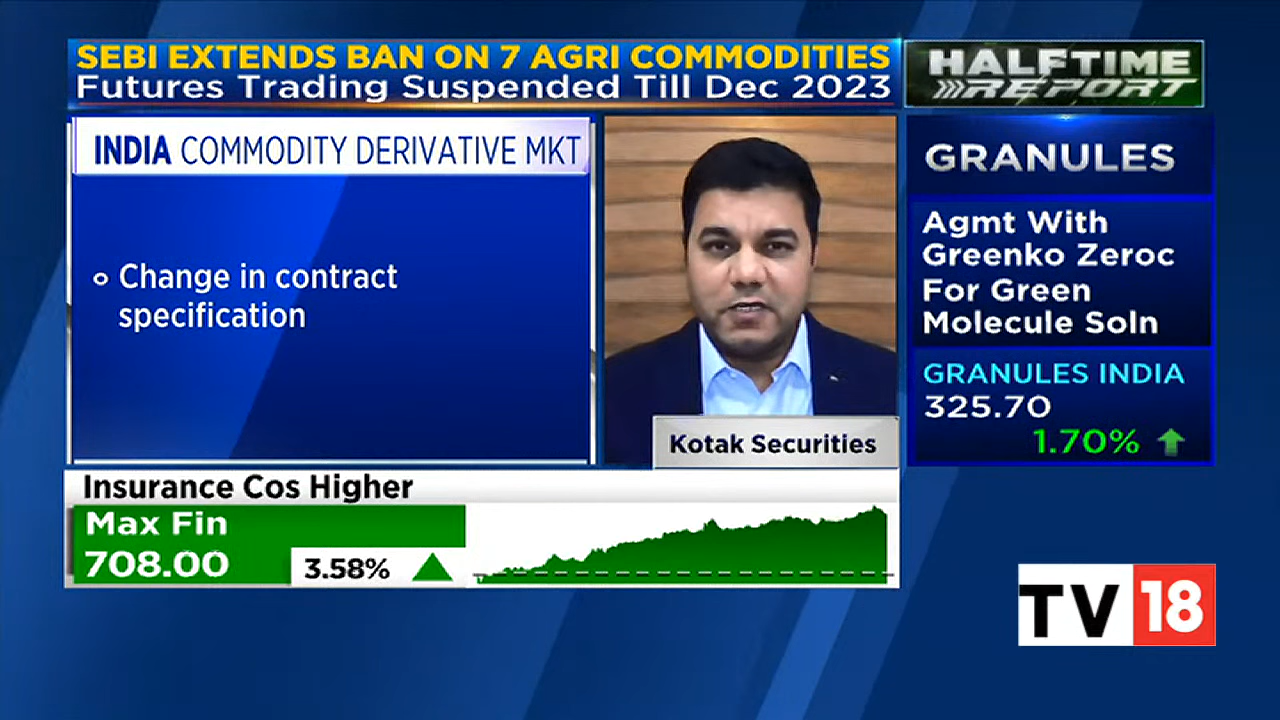 SEBI EXTENDS BAN ON 7 AGRI COMMODITIES
Futures Trading Suspended Till Dec 2023
HALFTIME
REPORT
INDIA COMMODITY DERIVATIVE MKT
o Change in contract
specification
Kotak Securities
GRANULES
Agmt With
Greenko Zeroc
For Green
Molecule Soln
GRANULES INDIA
325.70
1.70%
Insurance Cos Higher
Max Fin
708.00
3.58%
TV18